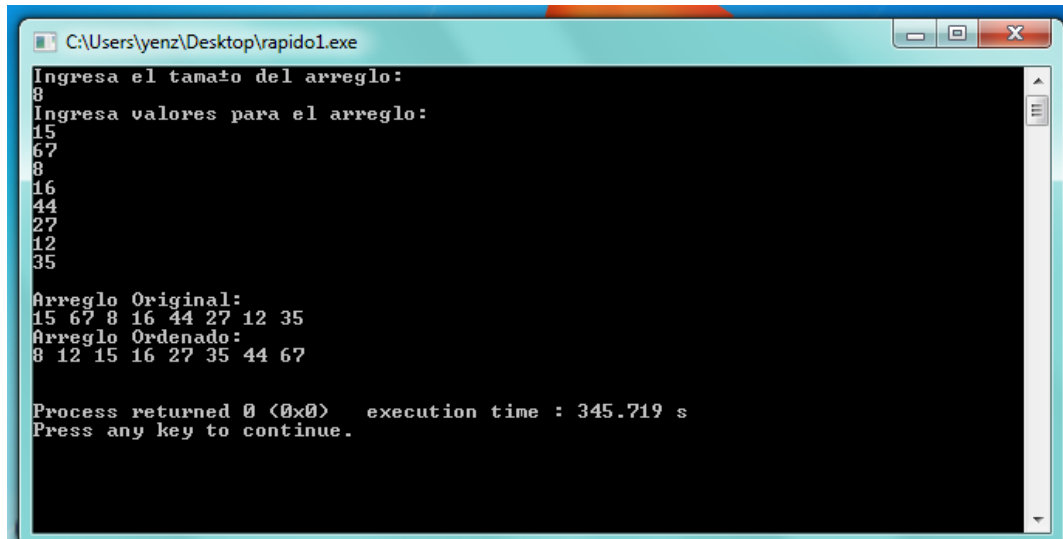 C:\Users\yenz\Desktop\rapido1.exe
Ingresa el tama±o del arreglo:
8
Ingresa valores para el arreglo:
15
67
8
16
44
27
12
35
Arreglo Original:
15 67 8 16 44 27 12 35
Arreglo Ordenado:
8 12 15 16 27 35 44 67
Process returned 0 (0x0)   execution time : 345.719 s
Press any key to continue.